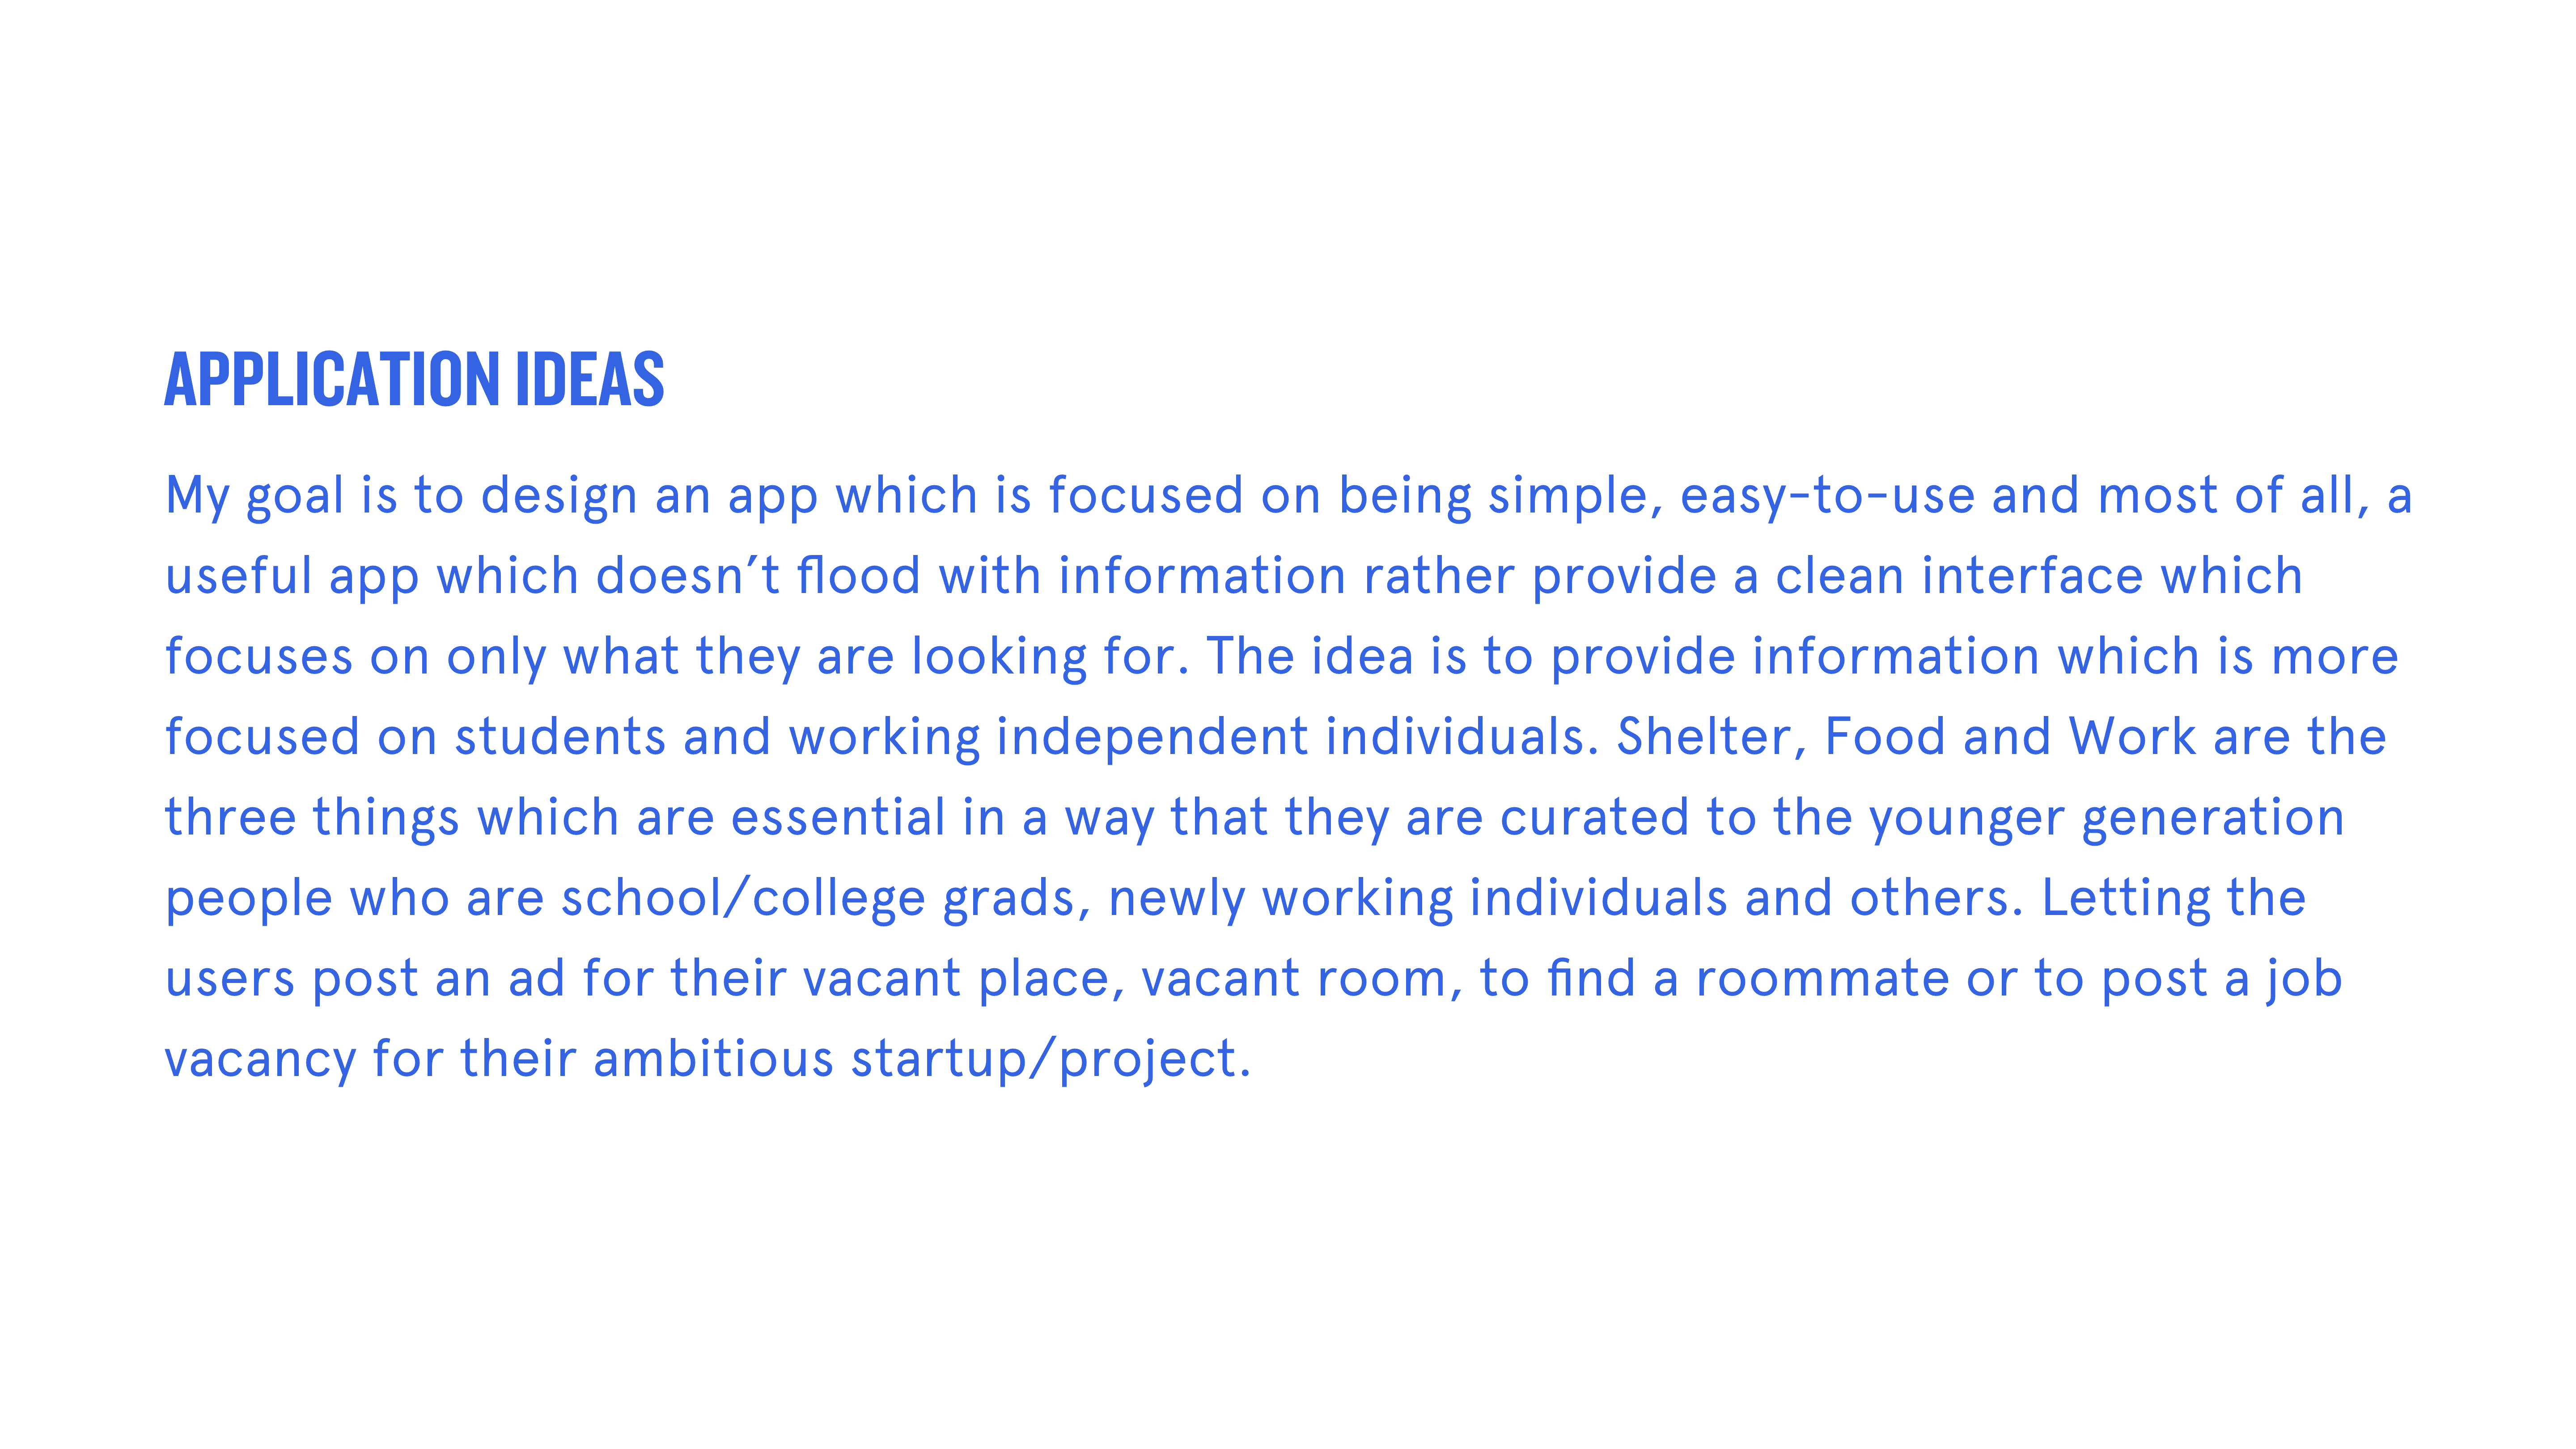 APPLICATION IDEAS
My goal is to design an app which is focused on being simple, easy-to-use and most of all, a
useful app which doesn’t flood with information rather provide a clean interface which
focuses on only what they are looking for. The idea is to provide information which is more
focused on students and working independent individuals. Shelter, Food and Work are the
three things which are essential in a way that they are curated to the younger generation
people who are school/college grads, newly working individuals and others. Letting the
users post an ad for their vacant place, vacant room, to find a roommate or to post a job
vacancy for their ambitious startup/project.